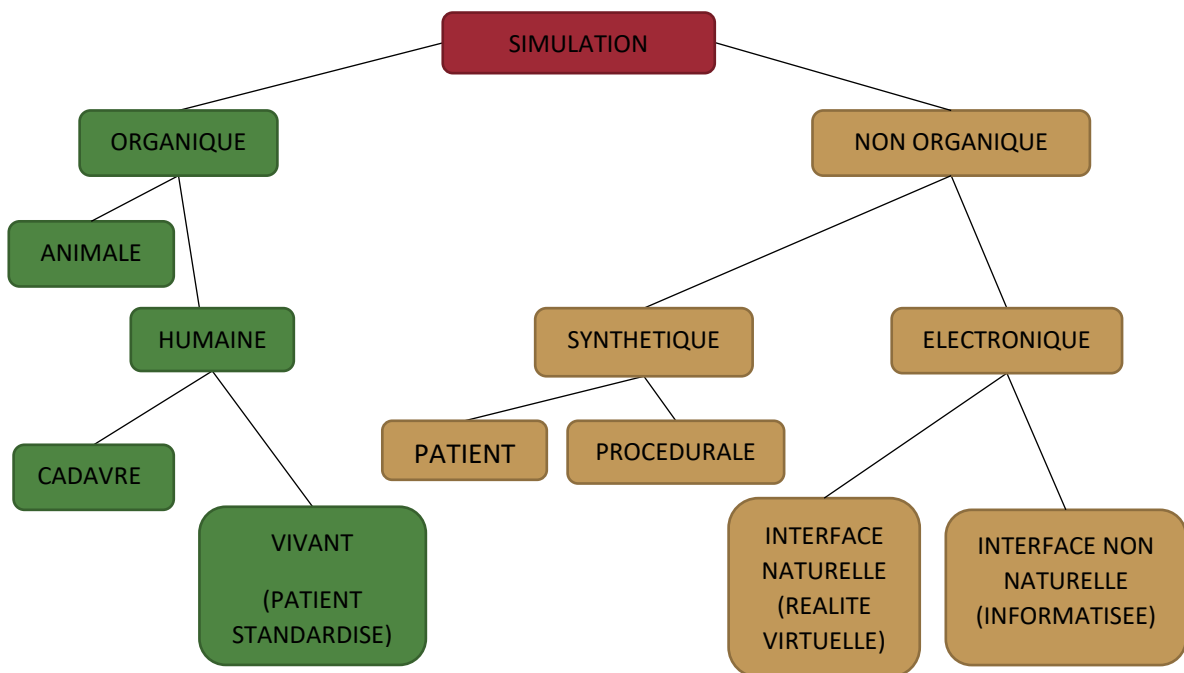 SIMULATION
ORGANIQUE
NON ORGANIQUE
ANIMALE
HUMAINE
SYNTHETIQUE
ELECTRONIQUE
PATIENT
PROCEDURALE
CADAVRE
VIVANT
(PATIENT
STANDARDISE)
INTERFACE
NATURELLE
(REALITE
VIRTUELLE)
INTERFACE NON
NATURELLE
(INFORMATISEE)